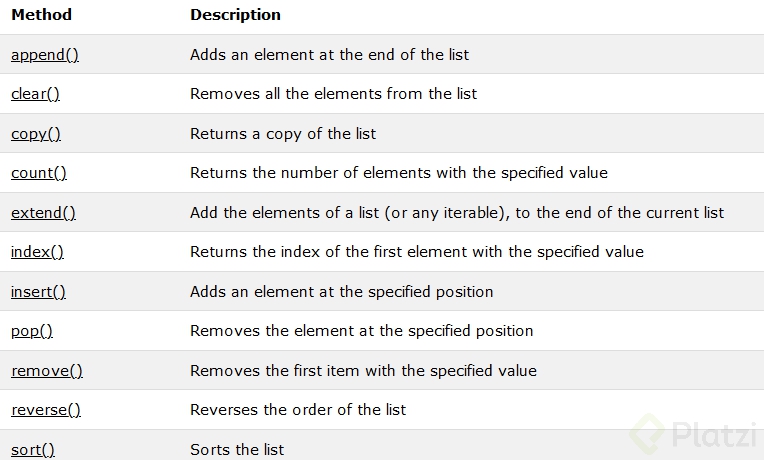 Method Description
append() Adds an element at the end of the list
clear() Removes all the elements from the list
copy() Returns a copy of the list
count() Returns the number of elements with the specified value
extend() Add the elements of a list (or any iterable), to the end of the current list
index() Returns the index of the first element with the specified value
insert() Adds an element at the specified position
pop() Removes the element at the specified position
remove() Removes the first item with the specified value
reverse() Reverses the order of the list
sort() Sorts the list
Platzi